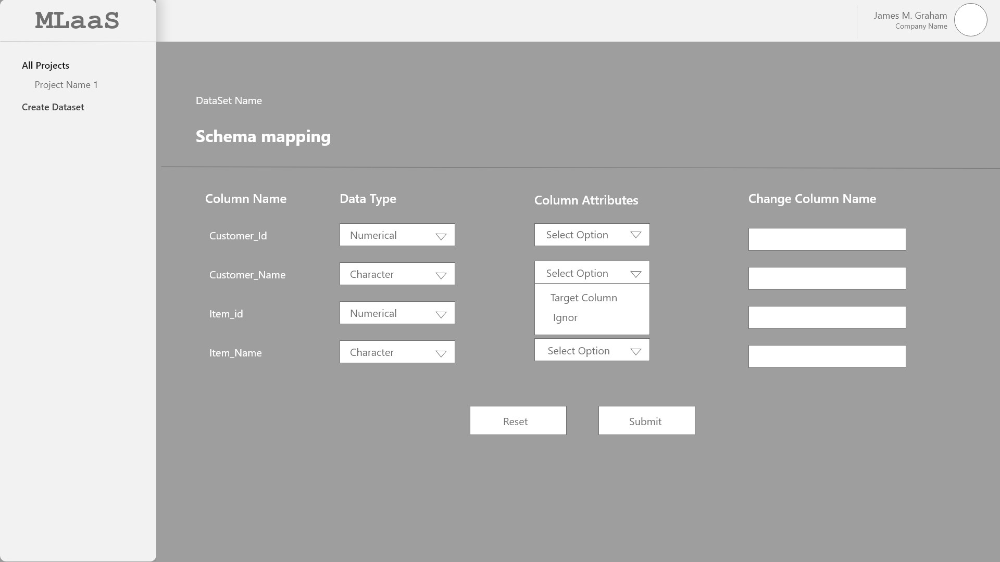 MLaaS
James M. Graham
Company Name
All Projects
Project Name 1
Create Dataset
DataSet Name
Schema mapping
Column Name
Data Type
Column Attributes
Change Column Name
Customer_Id
Numerical
Select Option
Customer_Name
Character
Select Option
Target Column
Ignor
Item_id
Numerical
Item_Name
Character
Select Option
Reset
Submit